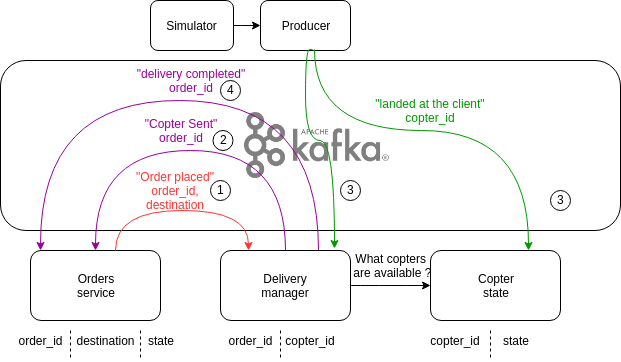 Simulator
Producer
"delivery completed"
order_id
4
"landed at the client"
copter_id
"Copter Sent"
order_id
2
APACHE
kafka®
"Order placed"
order_id,
destination
1
3
3
What copters
are available ?
Orders
service
Delivery
manager
Copter
state
order_id
destination
state
order_id
copter_id
copter_id
state